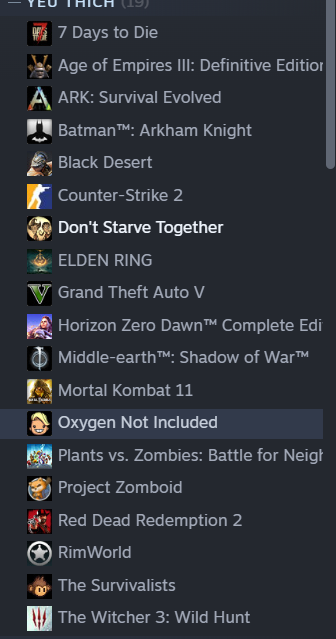 — YÊU THÍCH (19)
7 Days to Die
Age of Empires III: Definitive Edition
ARK: Survival Evolved
Batman™: Arkham Knight
Black Desert
Counter-Strike 2
Don't Starve Together
ELDEN RING
Grand Theft Auto V
Horizon Zero Dawn™ Complete Edi
Middle-earth™: Shadow of War™
Mortal Kombat 11
Oxygen Not Included
Plants vs. Zombies: Battle for Neigh
Project Zomboid
Red Dead Redemption 2
RimWorld
The Survivalists
The Witcher 3: Wild Hunt